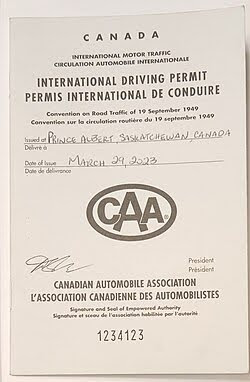 CANADA
INTERNATIONAL MOTOR TRAFFIC
CIRCULATION AUTOMOBILE INTERNATIONALE
INTERNATIONAL DRIVING PERMIT
PERMIS INTERNATIONAL DE CONDUIRE
Convention on Road Traffic of 19 September 1949
Convention sur la circulation routière du 19 septembre 1949
Issued at PRINCE ALBERT, SASKATCHEWAN, CANADA
Délivré à
Date of Issue MARCH 29, 2023
Date de délivrance
CAA
President
Président
CANADIAN AUTOMOBILE ASSOCIATION
L'ASSOCIATION CANADIENNE DES AUTOMOBILISTES
Signature and Seal of Empowered Authority
Signature et sceau de l'association habilitée par l'autorité
1234123